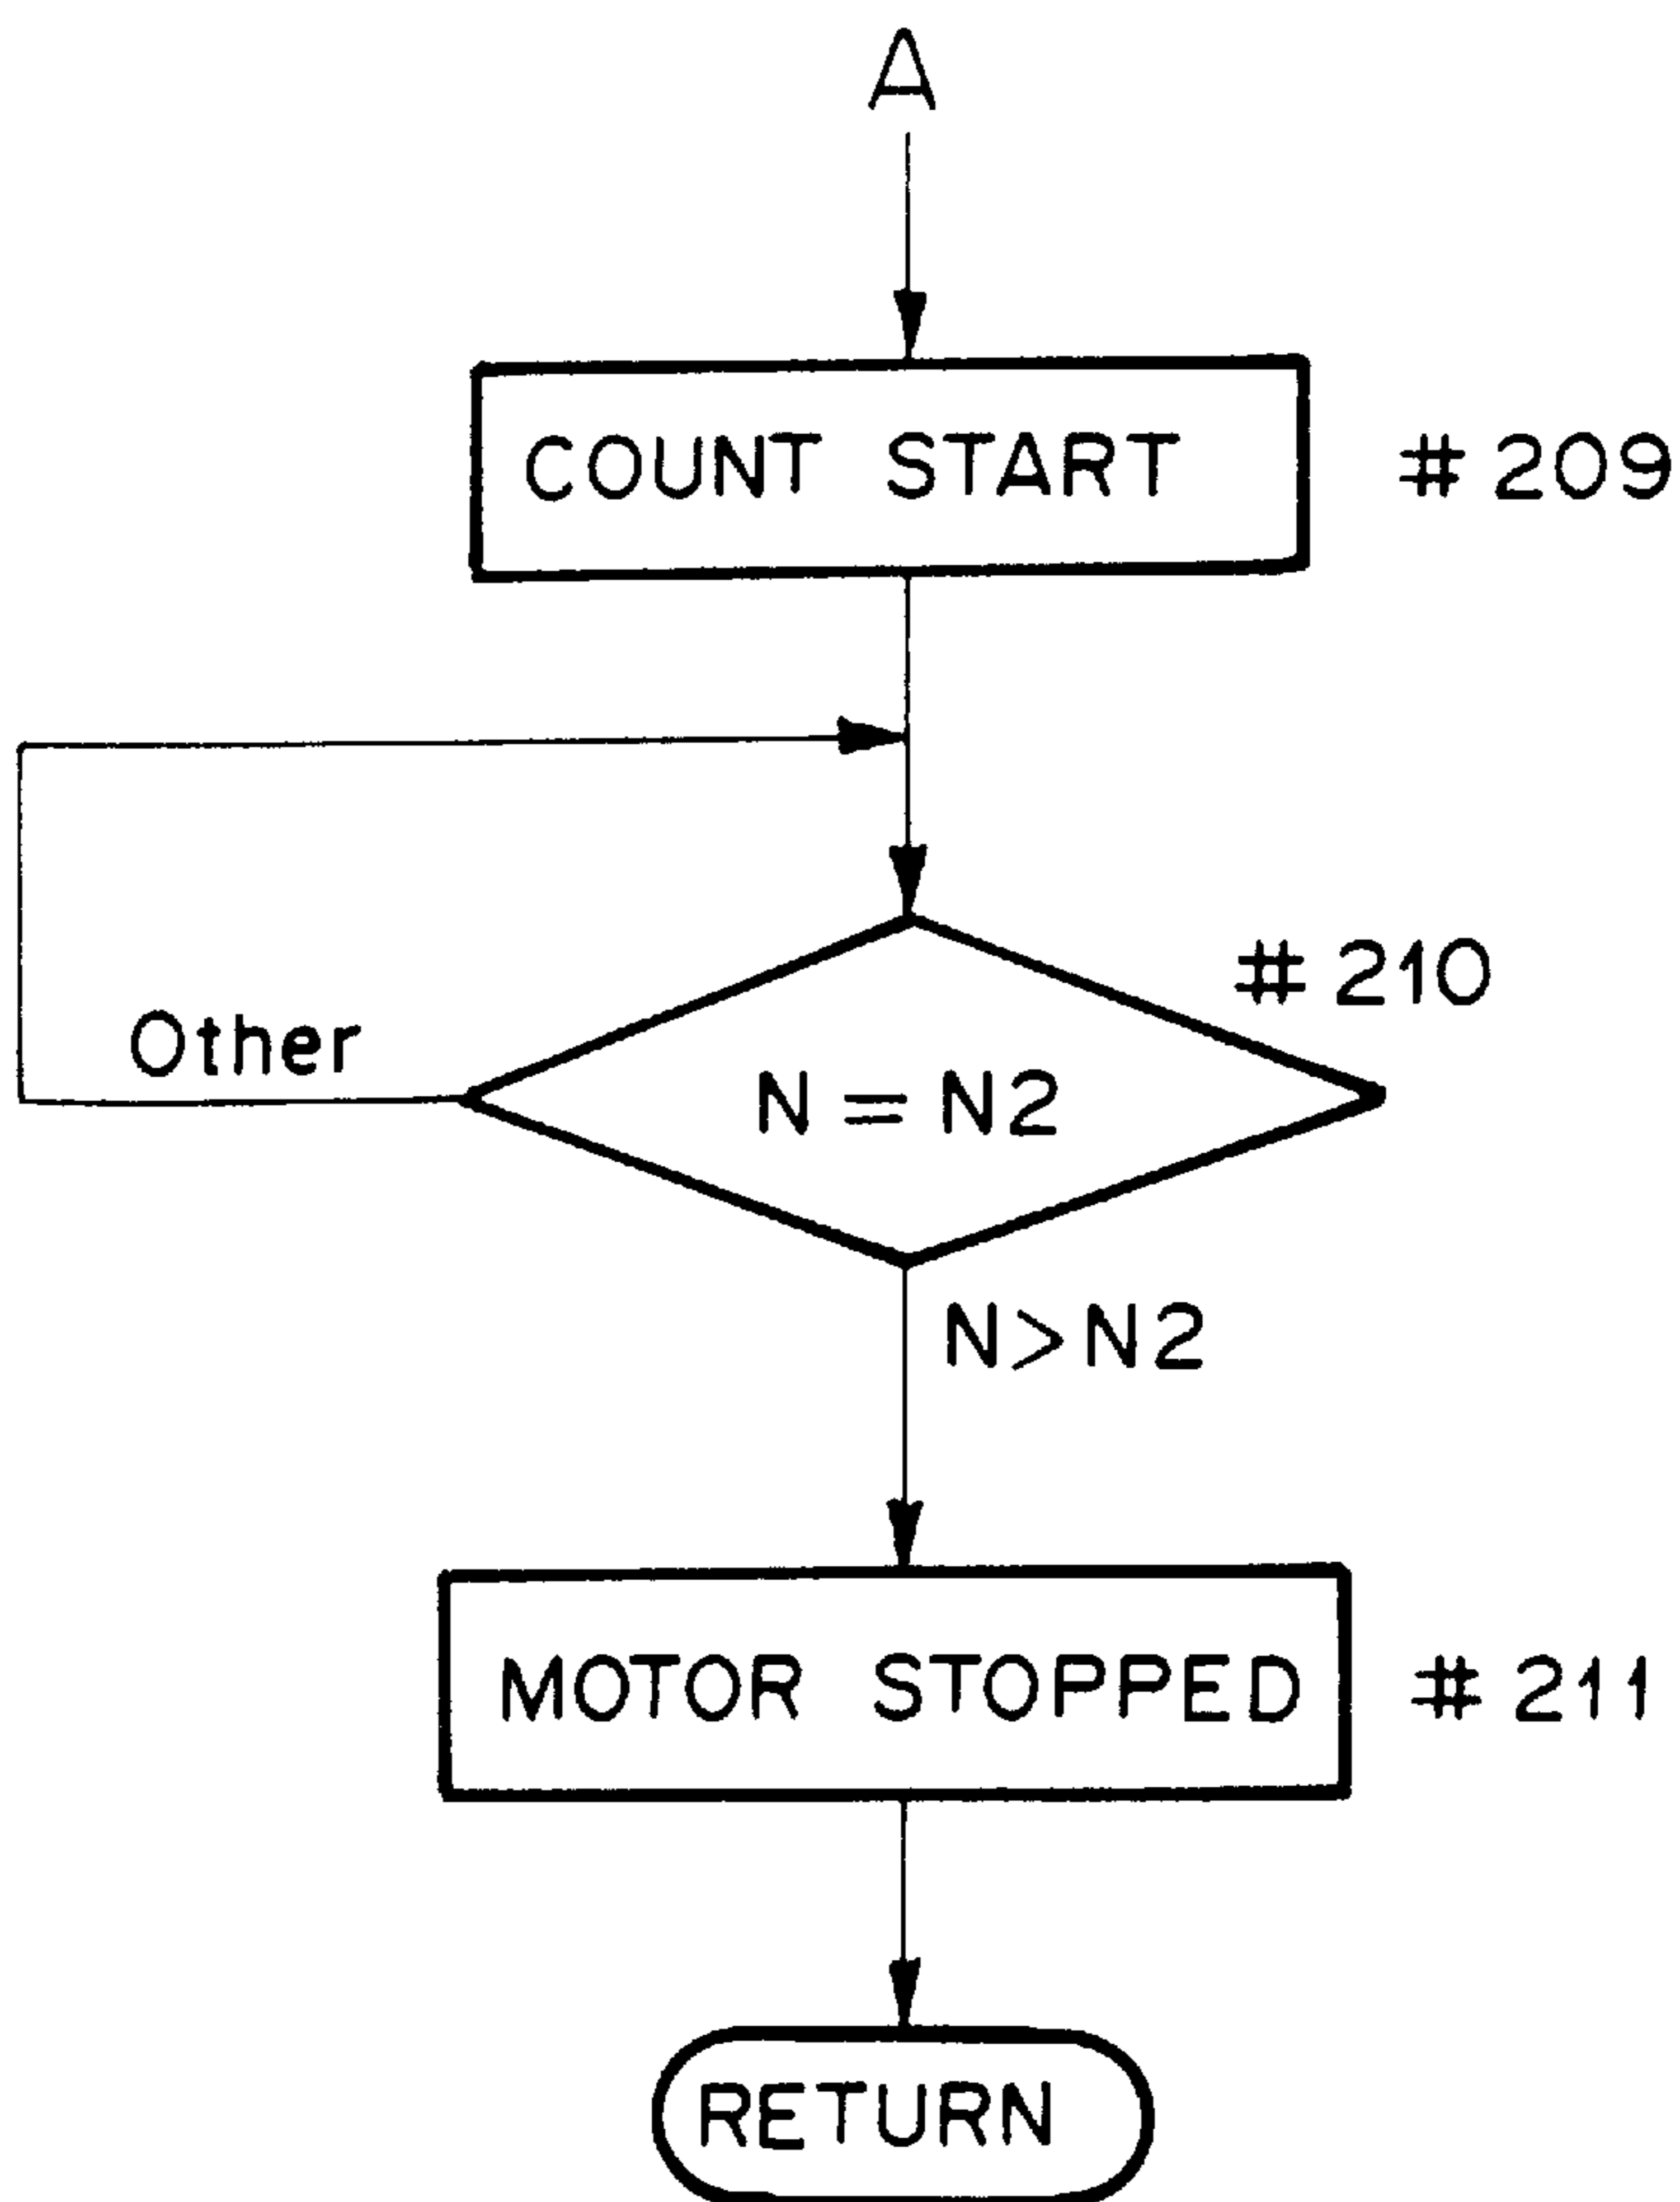 A
COUNT START
# 209
# 210
Other
N = N2
N>N2
MOTOR STOPPED
# 211
RETURN